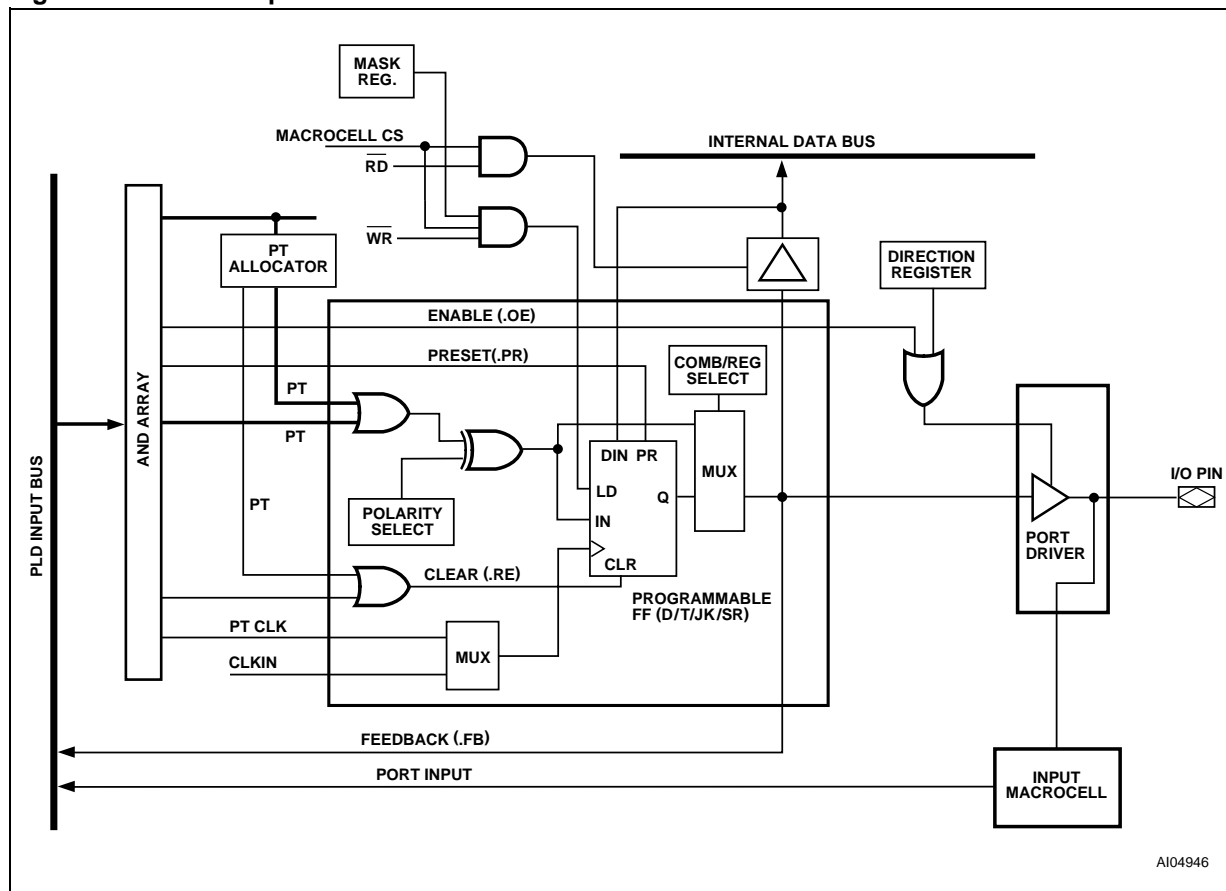 MASK
REG.
MACROCELL CS
RD
WR
INTERNAL DATA BUS
PT
ALLOCATOR
DIRECTION
REGISTER
ENABLE (.OE)
PRESET(.PR)
COMB/REG
SELECT
PT
PT
PT
AND ARRAY
PLD INPUT BUS
POLARITY
SELECT
DIN PR
LD
IN
Q
CLR
MUX
I/O PIN
PORT
DRIVER
CLEAR (.RE)
PROGRAMMABLE
FF (D/T/JK/SR)
PT CLK
MUX
CLKIN
FEEDBACK (.FB)
PORT INPUT
INPUT
MACROCELL
AI04946